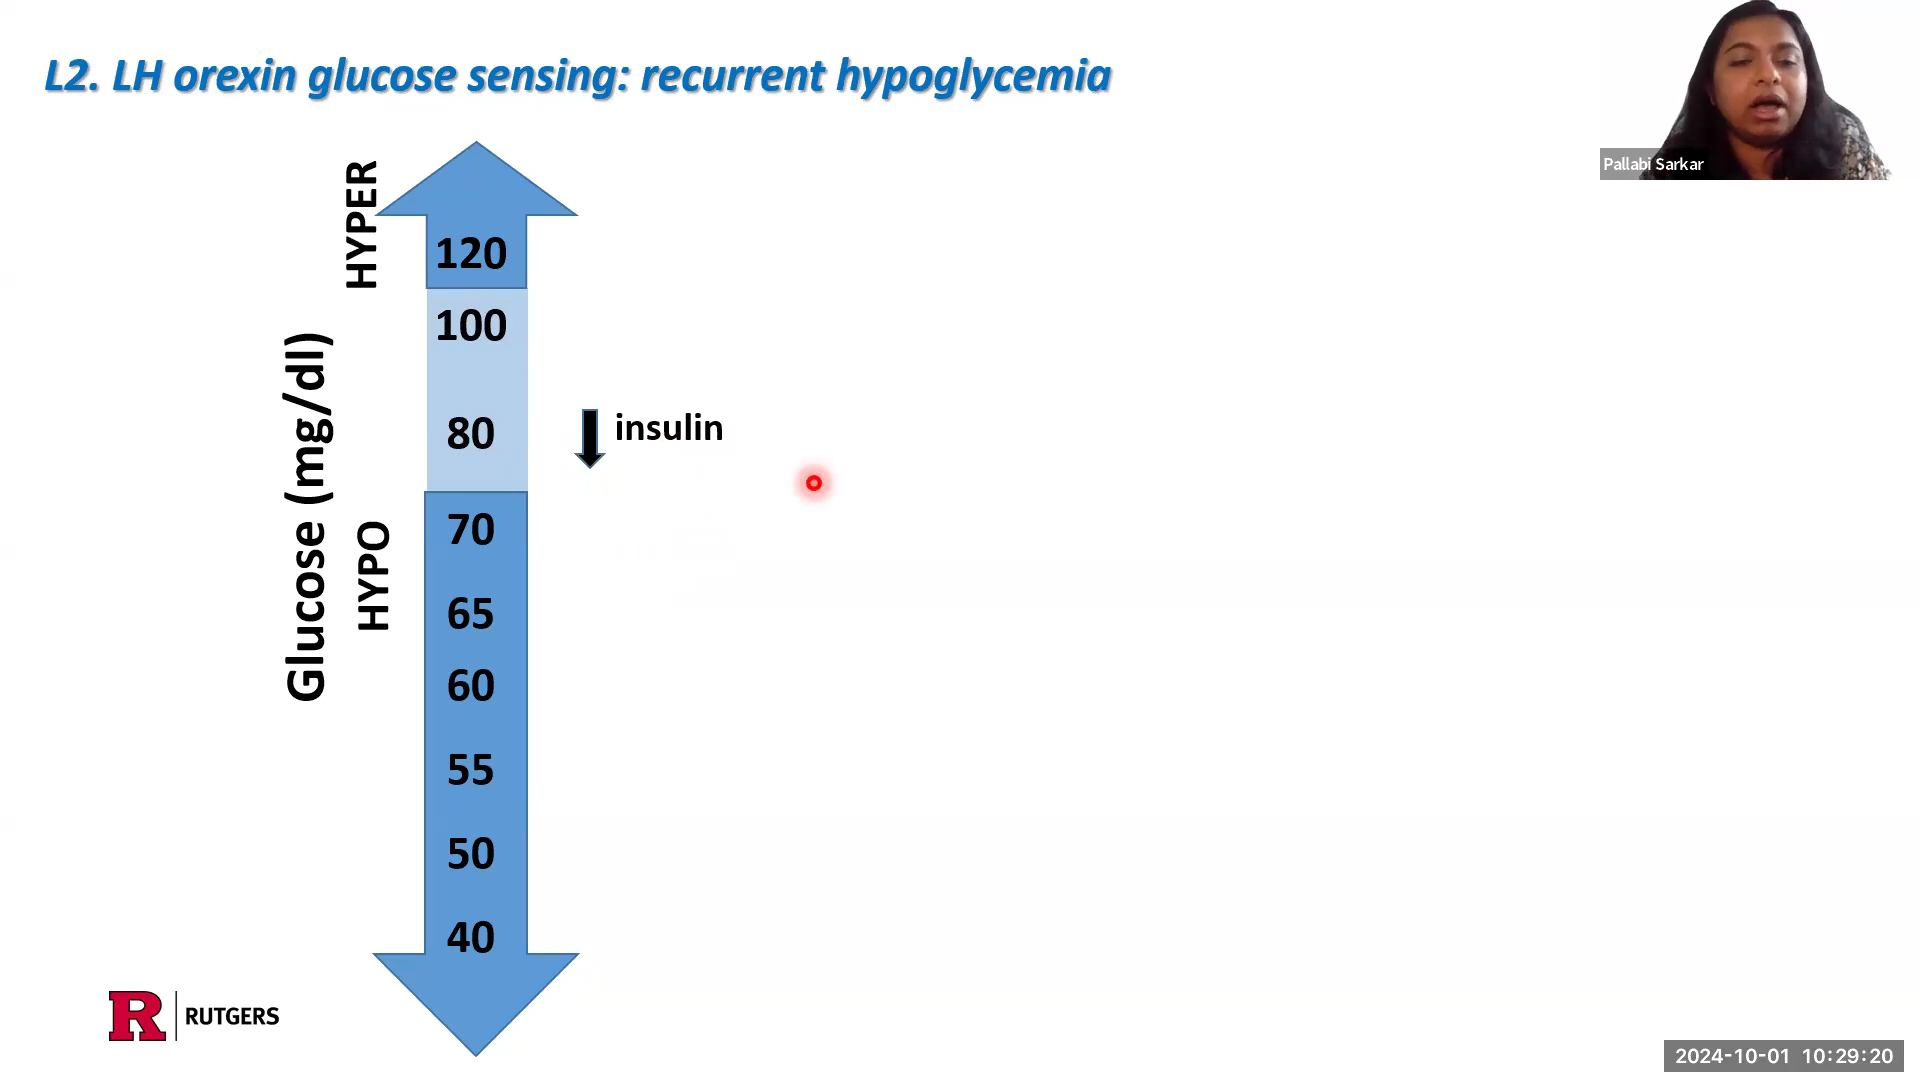 L2. LH orexin glucose sensing: recurrent hypoglycemia
Pallabi Sarkar
HYPER
Glucose (mg/dl)
HYPO
120
100
80
insulin
70
65
60
55
50
40
R RUTGERS
2024-10-01 10:29:20